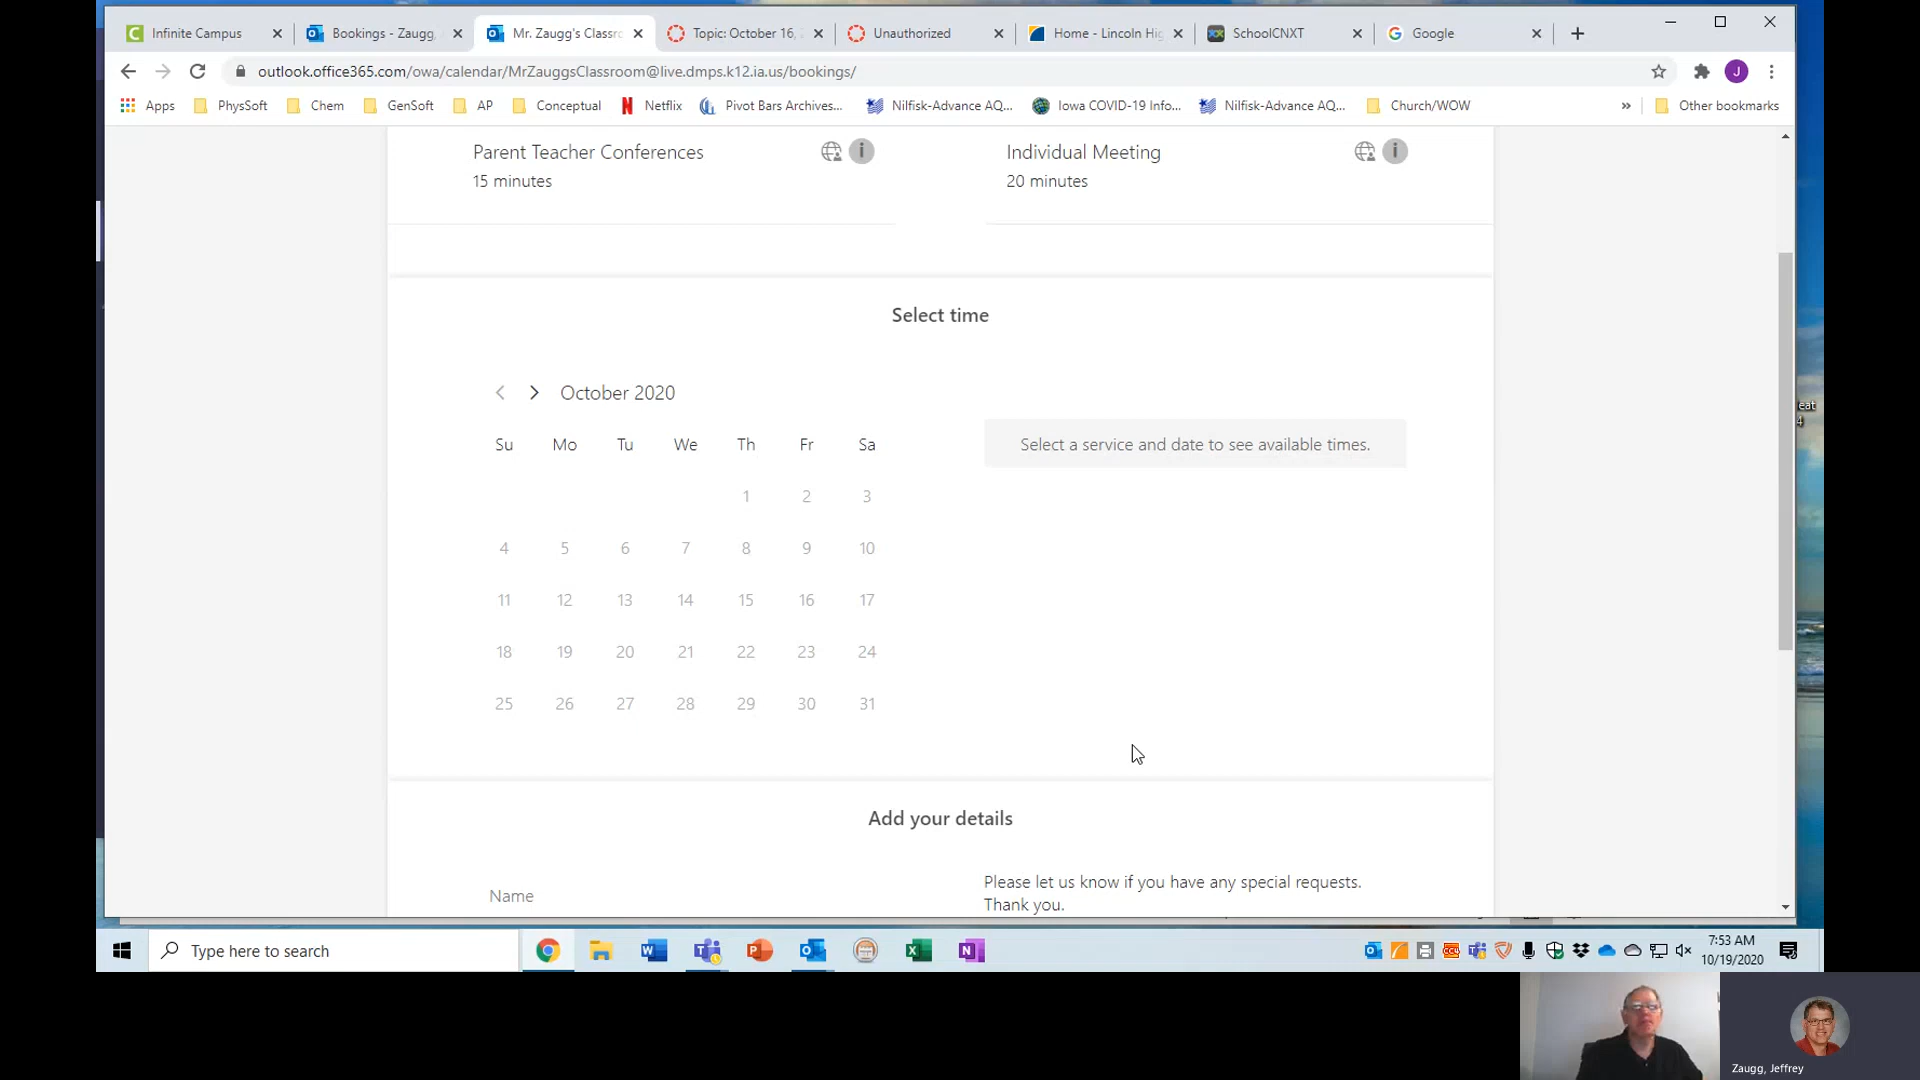 Infinite Campus
Bookings - Zaugg,
Mr. Zaugg's Classro
Topic: October 16,
Unauthorized
Home - Lincoln Hig
SchoolCNXT
Google
J
outlook.office365.com/owa/calendar/MrZauggsClassroom@live.dmps.k12.ia.us/bookings/
Apps
PhysSoft
Chem
GenSoft
AP
Conceptual
Netflix
Pivot Bars Archives...
Nilfisk-Advance AQ...
Iowa COVID-19 Info...
Nilfisk-Advance AQ...
Church/WOW
Other bookmarks
Parent Teacher Conferences
15 minutes
Individual Meeting
20 minutes
Select time
October 2020
Su Mo Tu We Th Fr Sa
1 2 3
4 5 6 7 8 9 10
11 12 13 14 15 16 17
18 19 20 21 22 23 24
25 26 27 28 29 30 31
Select a service and date to see available times.
Add your details
Name
Please let us know if you have any special requests.
Thank you.
eat
4
Type here to search
7:53 AM
10/19/2020
Zaugg, Jeffrey